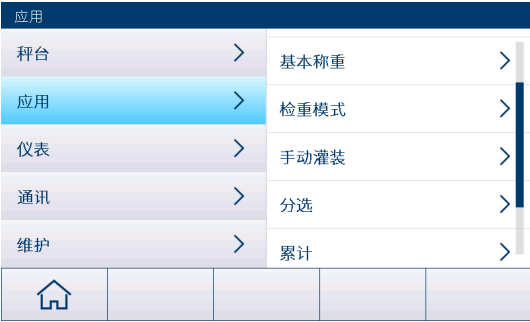 应用
秤台
应用
仪表
通讯
维护
基本称重
检重模式
手动灌装
分选
累计